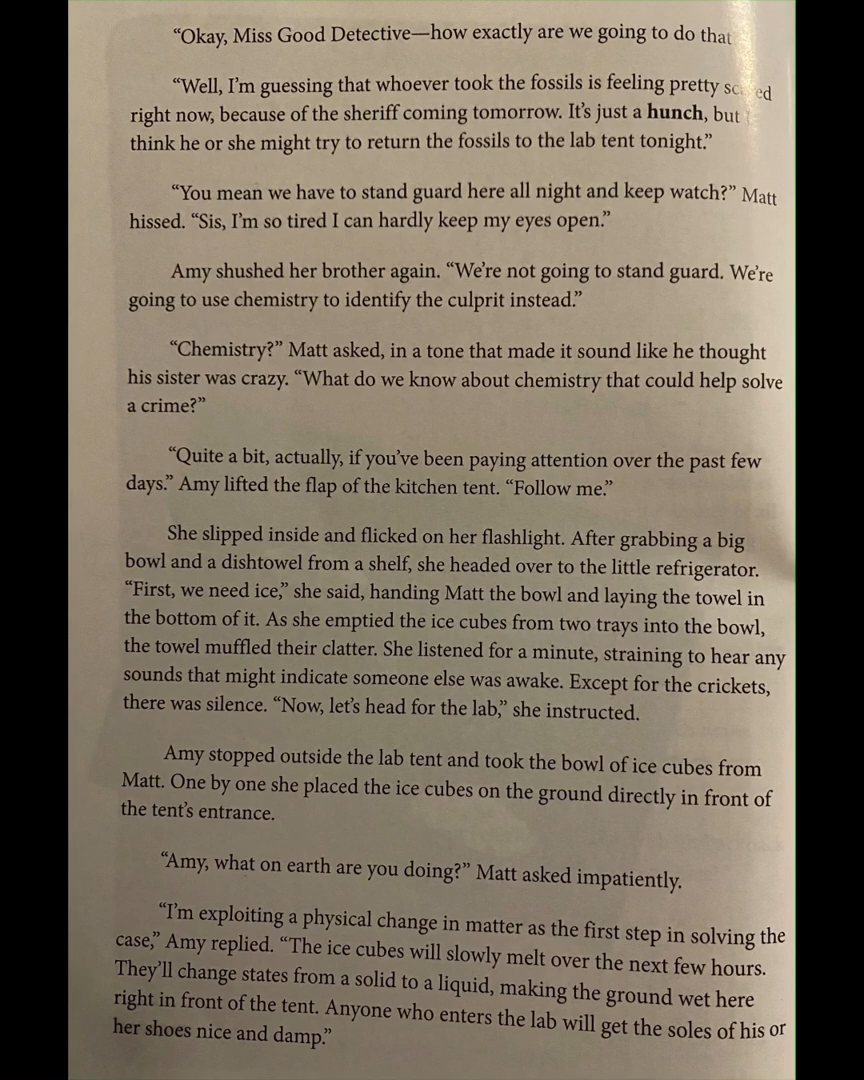 “Okay, Miss Good Detective—how exactly are we going to do that
“Well, I’m guessing that whoever took the fossils is feeling pretty
right now, because of the sheriff coming tomorrow. It’s just a hunch, but
think he or she might try to return the fossils to the lab tent tonight.”
“You mean we have to stand guard here all night and keep watch?” Matt
hissed. “Sis, I’m so tired I can hardly keep my eyes open.”
Amy shushed her brother again. “We’re not going to stand guard. We’re
going to use chemistry to identify the culprit instead.”
“Chemistry?” Matt asked, in a tone that made it sound like he thought
his sister was crazy. “What do we know about chemistry that could help solve
a crime?”
“Quite a bit, actually, if you’ve been paying attention over the past few
days.” Amy lifted the flap of the kitchen tent. “Follow me.”
She slipped inside and flicked on her flashlight. After grabbing a big
bowl and a dishtowel from a shelf, she headed over to the little refrigerator.
“First, we need ice,” she said, handing Matt the bowl and laying the towel in
the bottom of it. As she emptied the ice cubes from two trays into the bowl,
the towel muffled their clatter. She listened for a minute, straining to hear any
sounds that might indicate someone else was awake. Except for the crickets,
there was silence. “Now, let’s head for the lab,” she instructed.
Amy stopped outside the lab tent and took the bowl of ice cubes from
Matt. One by one she placed the ice cubes on the ground directly in front of
the tent’s entrance.
“Amy, what on earth are you doing?” Matt asked impatiently.
“I’m exploiting a physical change in matter as the first step in solving the
case,” Amy replied. “The ice cubes will slowly melt over the next few hours.
They’ll change states from a solid to a liquid, making the ground wet here
right in front of the tent. Anyone who enters the lab will get the soles of his or
her shoes nice and damp.”